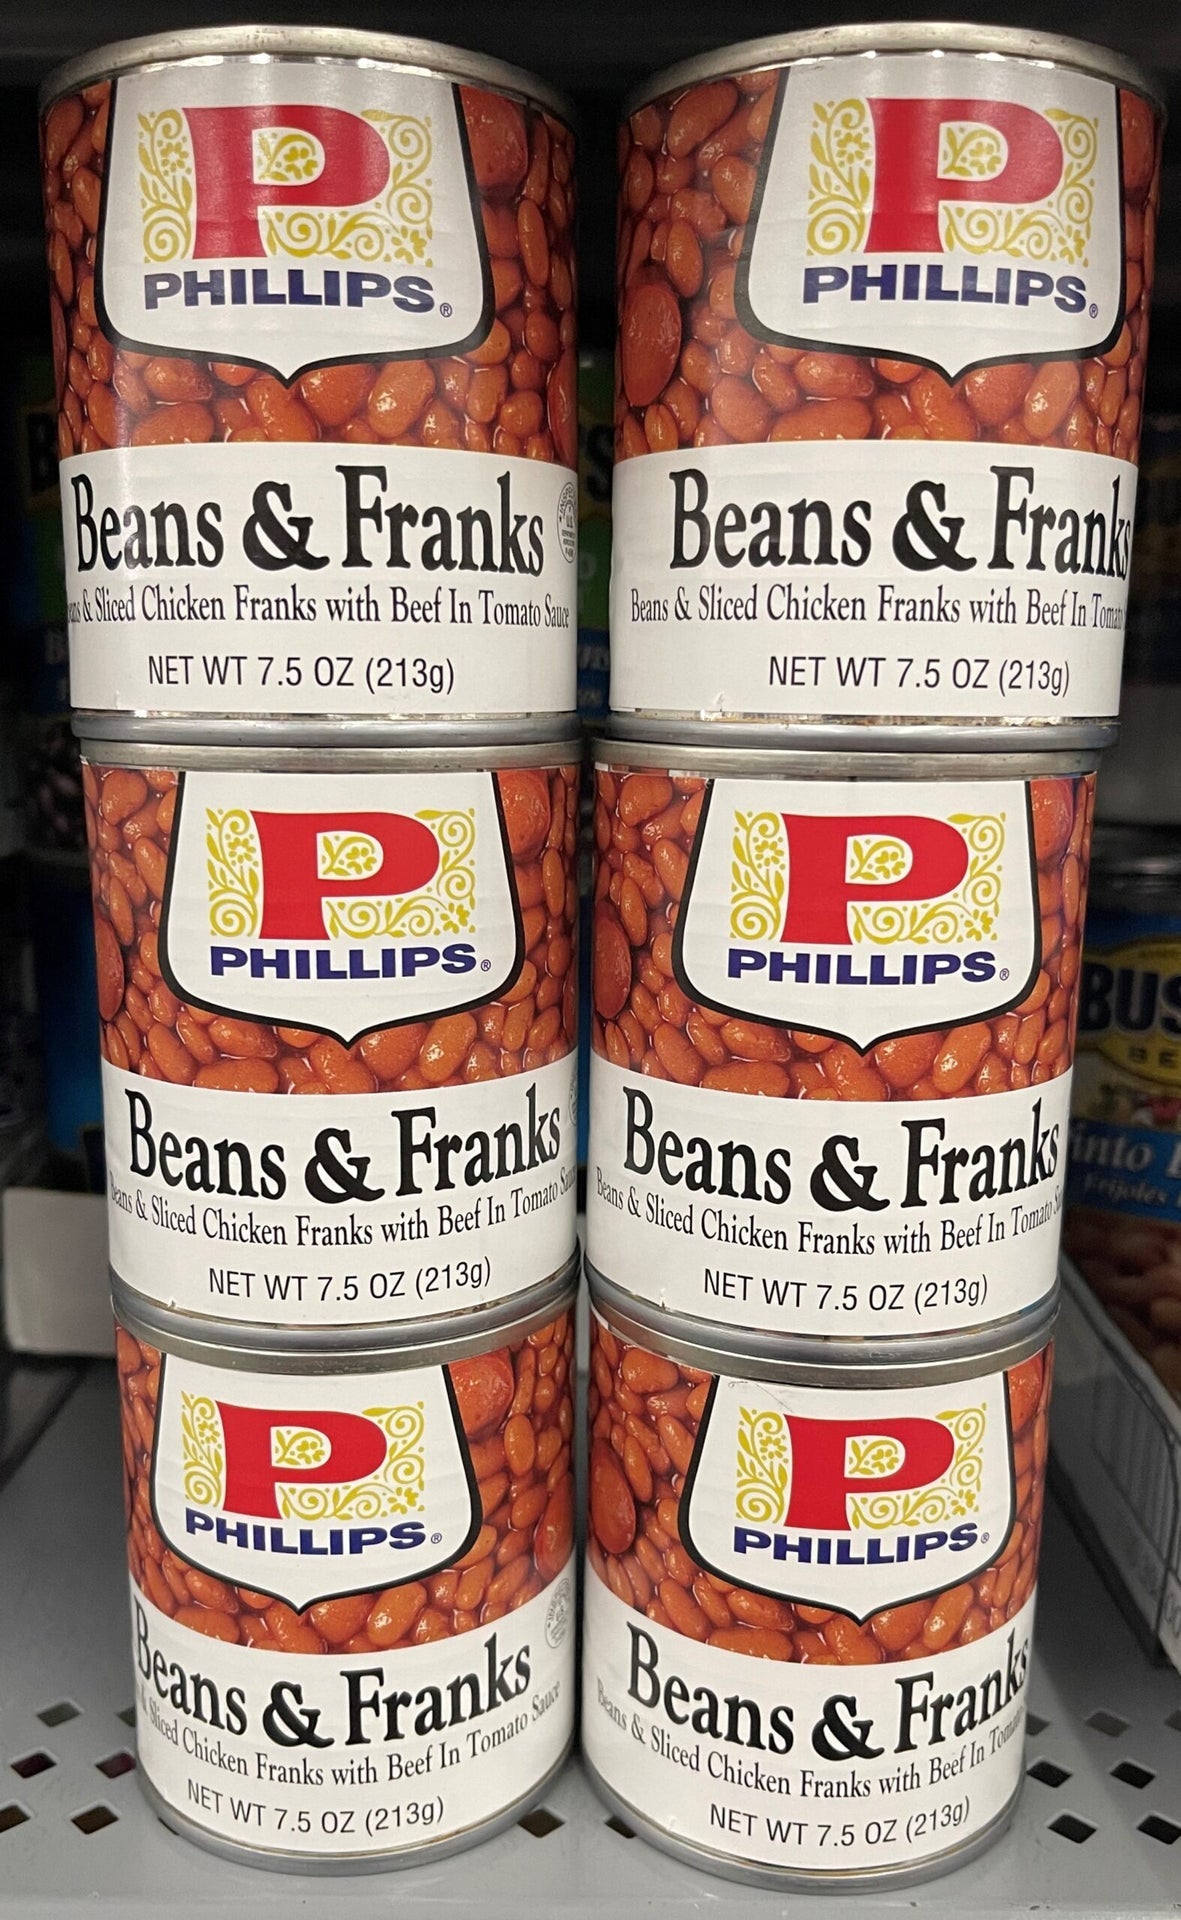 P
PHILLIPS®
Beans & Franks
& Sliced Chicken Franks with Beef In Tomato Sauce
NET WT 7.5 OZ (213g)
P
PHILLIPS®
Beans & Franks
Beans & Sliced Chicken Franks with Beef In Tomato
NET WT 7.5 OZ (213g)
P
PHILLIPS®
Beans & Franks
Beans & Sliced Chicken Franks with Beef In Tomato Sauce
NET WT 7.5 OZ (213g)
P
PHILLIPS®
Beans & Franks
Beans & Sliced Chicken Franks with Beef In Tomato
NET WT 7.5 OZ (213g)
P
PHILLIPS®
Beans & Franks
& Sliced Chicken Franks with Beef In Tomato Sauce
NET WT 7.5 OZ (213g)
P
PHILLIPS®
Beans & Franks
Beans & Sliced Chicken Franks with Beef In Tomato
NET WT 7.5 OZ (213g)
BUS
BE
into
Frijoles